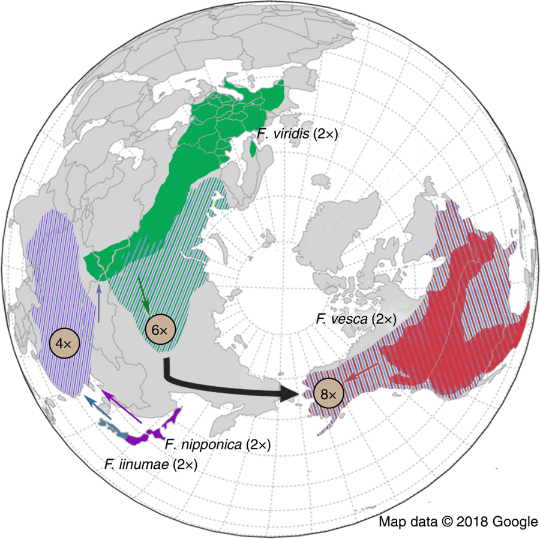 F. viridis (2×)
F. vesca (2×)
6×
4×
8×
F. nipponica (2×)
F. iinumae (2×)
Map data © 2018 Google